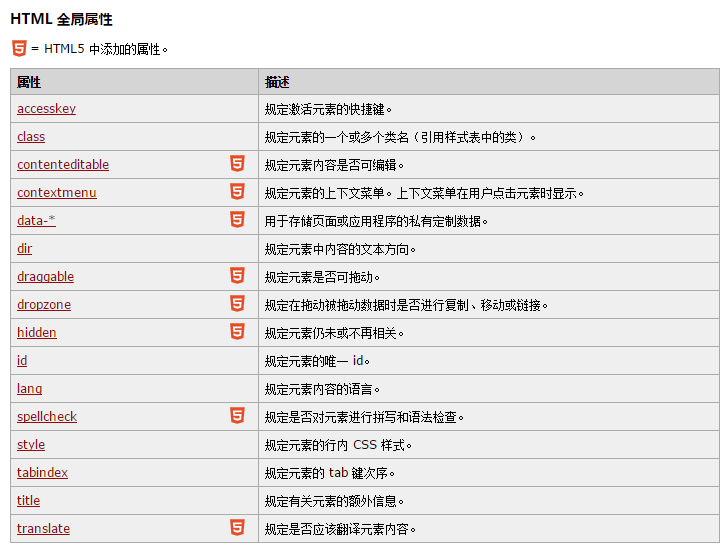 HTML 全局属性
5 = HTML5 中添加的属性。
属性 描述
accesskey 规定激活元素的快捷键。
class 规定元素的一个或多个类名（引用样式表中的类）。
contenteditable 5 规定元素内容是否可编辑。
contextmenu 5 规定元素的上下文菜单。上下文菜单在用户点击元素时显示。
data-* 5 用于存储页面或应用程序的私有定制数据。
dir 规定元素中内容的文本方向。
draggable 5 规定元素是否可拖动。
dropzone 5 规定在拖动被拖动数据时是否进行复制、移动或链接。
hidden 5 规定元素仍未或不再相关。
id 规定元素的唯一 id。
lang 规定元素内容的语言。
spellcheck 5 规定是否对元素进行拼写和语法检查。
style 规定元素的行内 CSS 样式。
tabindex 规定元素的 tab 键次序。
title 规定有关元素的额外信息。
translate 5 规定是否应该翻译元素内容。